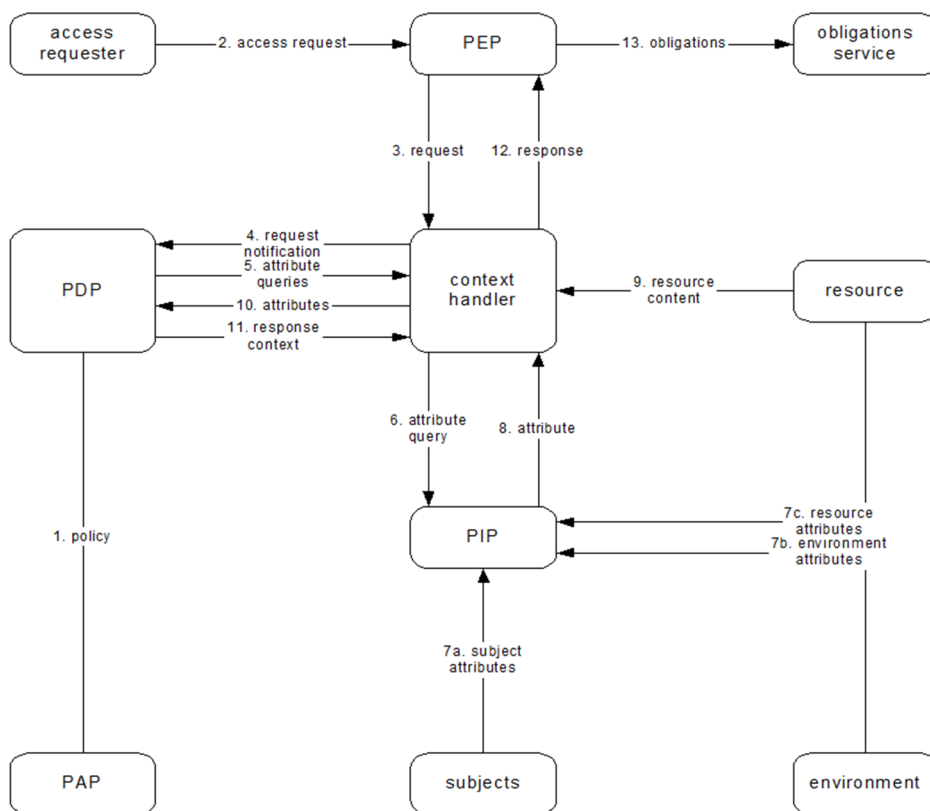 access
requester
2. access request
PEP
13. obligations
obligations
service
3. request
12. response
PDP
4. request
notification
5. attribute
queries
10. attributes
11. response
context
context
handler
9. resource
content
resource
6. attribute
query
8. attribute
1. policy
PIP
7c. resource
attributes
7b. environment
attributes
7a. subject
attributes
PAP
subjects
environment